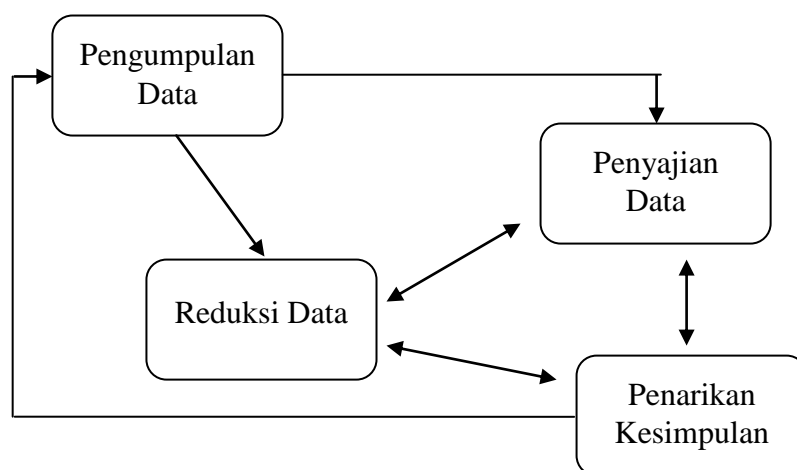 Pengumpulan
Data
Penyajian
Data
Reduksi Data
Penarikan
Kesimpulan